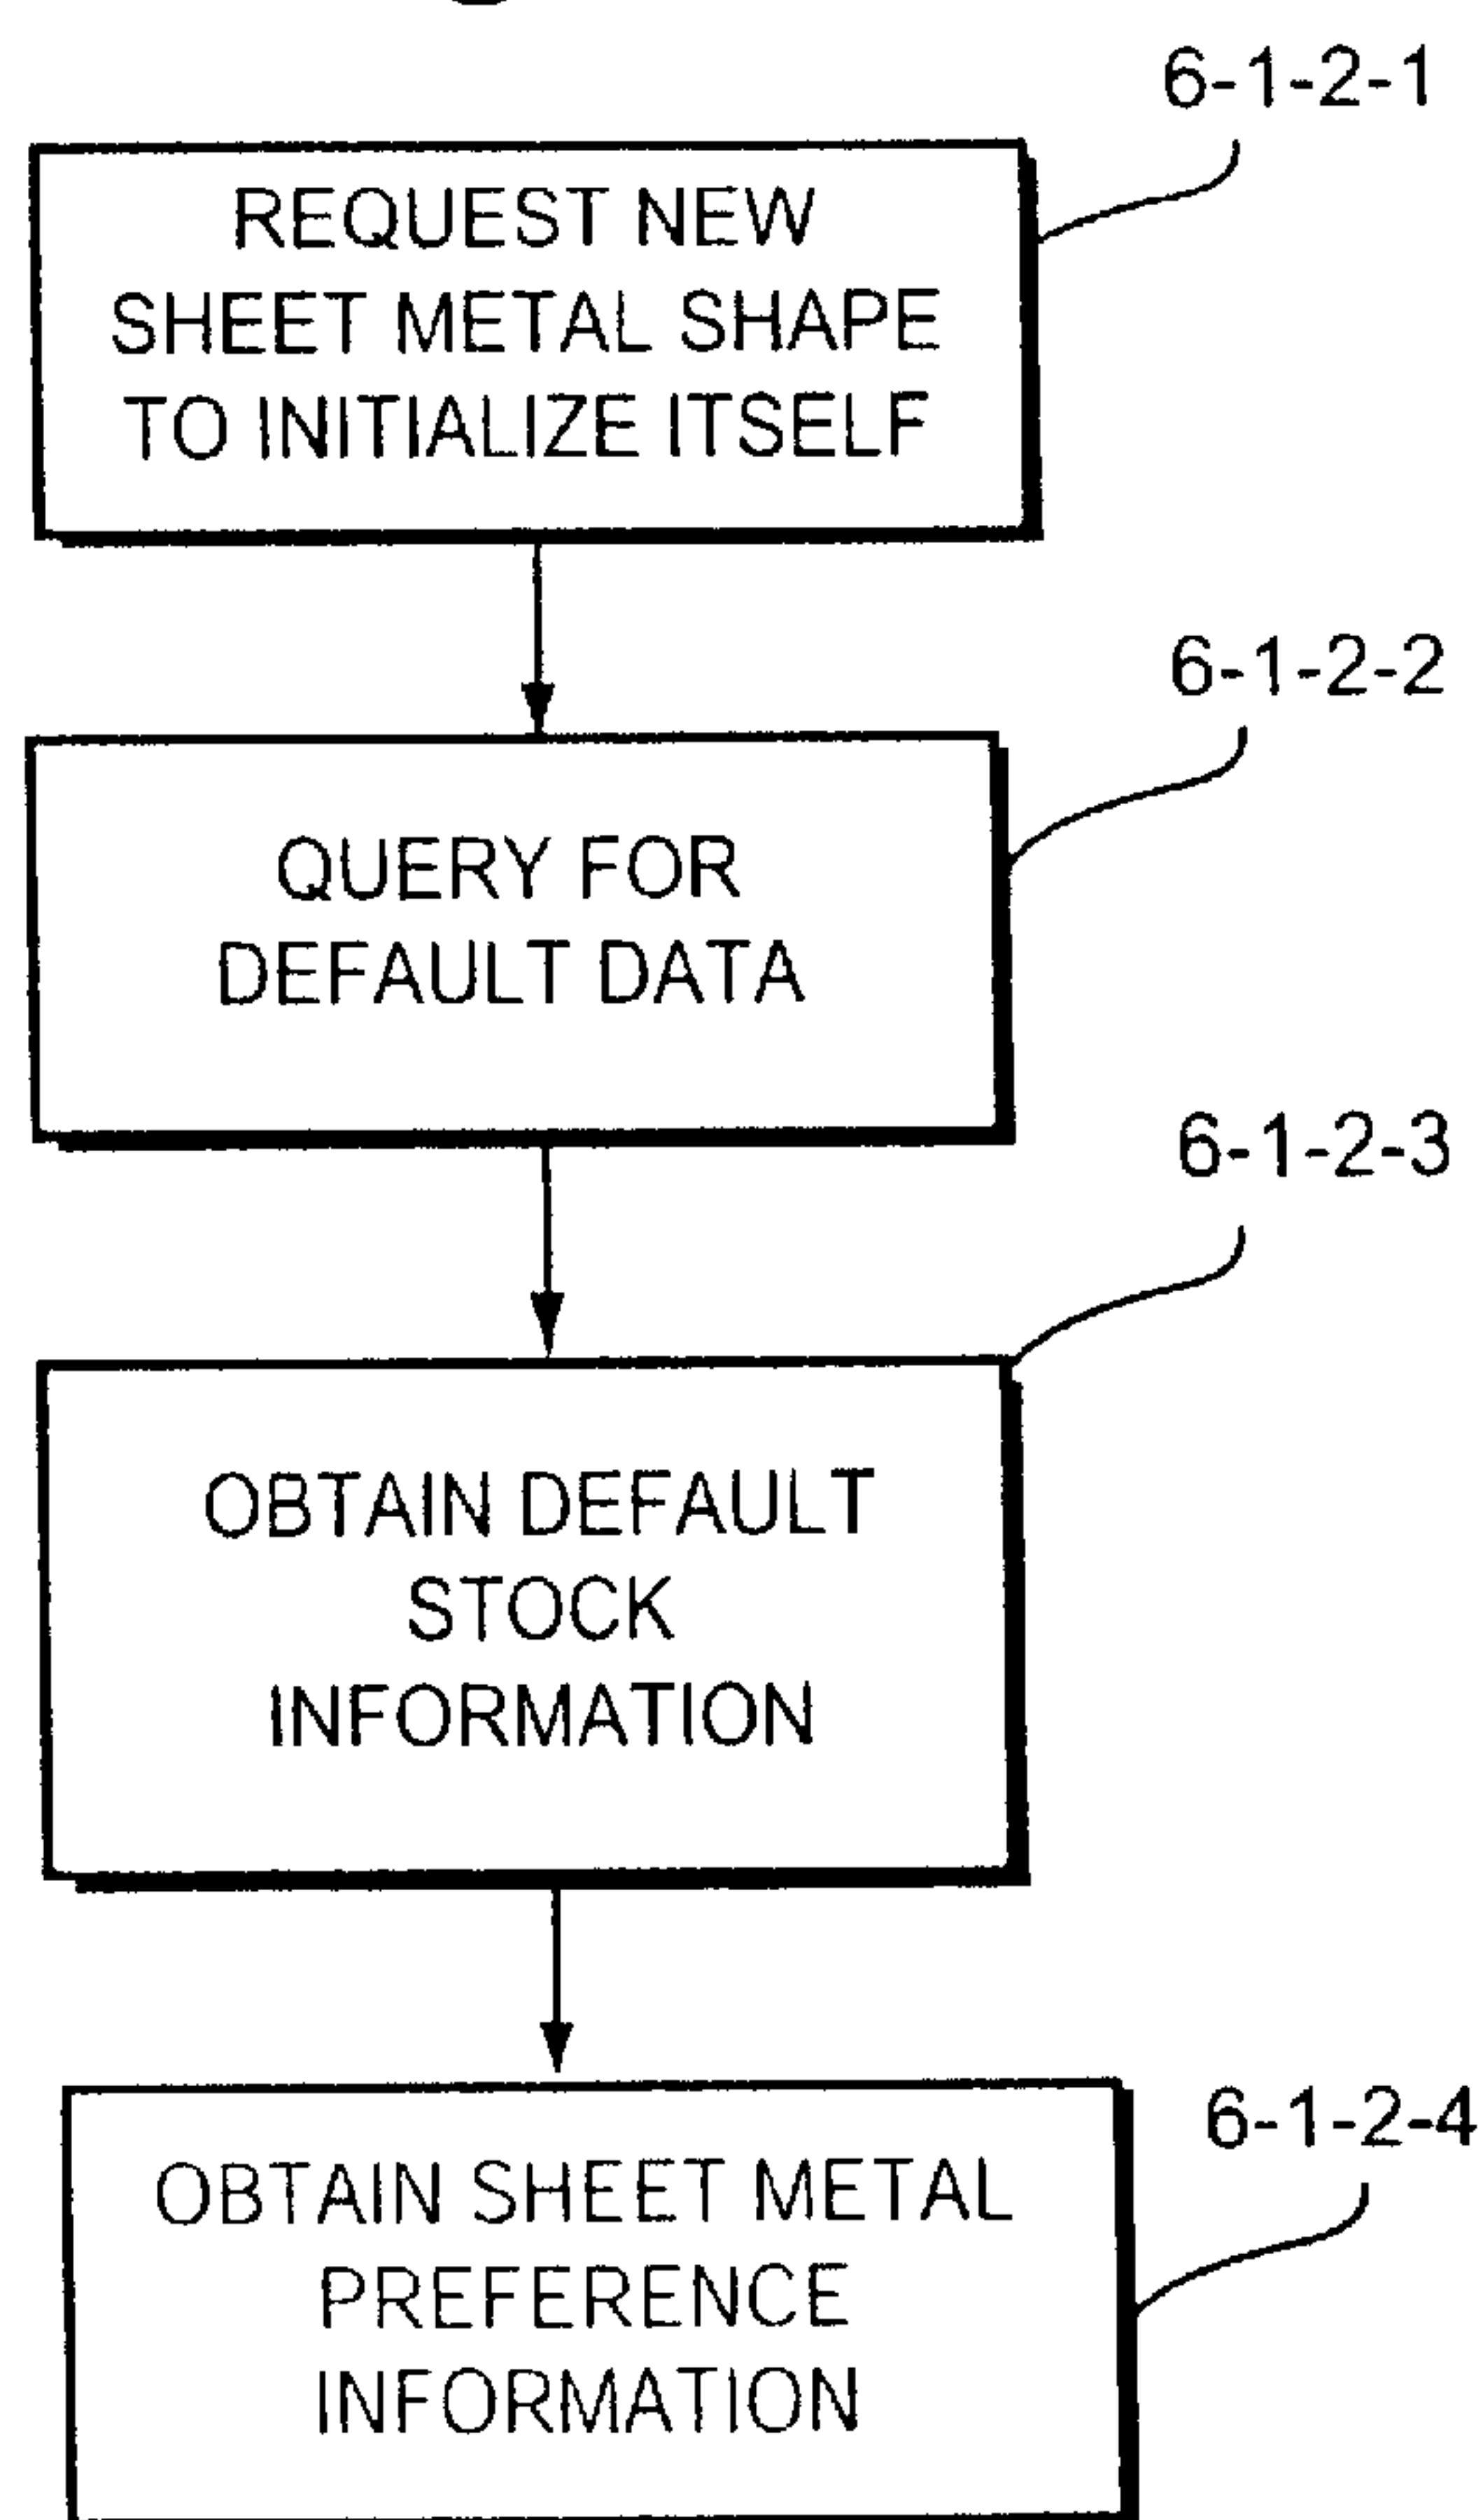 6-1-2-1
REQUEST NEW
SHEET METAL SHAPE
TO INITIALIZE ITSELF
6-1-2-2
QUERY FOR
DEFAULT DATA
6-1-2-3
OBTAIN DEFAULT
STOCK
INFORMATION
6-1-2-4
OBTAIN SHEET METAL
PREFERENCE
INFORMATION